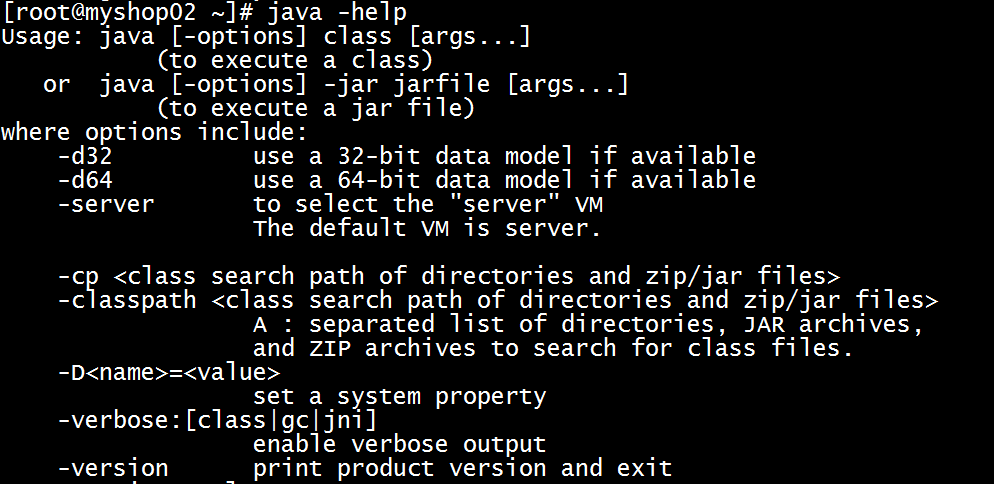 [root@myshop02 ~]# java -help
Usage: java [-options] class [args...]
(to execute a class)
or java [-options] -jar jarfile [args...]
(to execute a jar file)
where options include:
-d32 use a 32-bit data model if available
-d64 use a 64-bit data model if available
-server to select the "server" VM
The default VM is server.
-cp <class search path of directories and zip/jar files>
-classpath <class search path of directories and zip/jar files>
A : separated list of directories, JAR archives,
and ZIP archives to search for class files.
-D<name>=<value>
set a system property
-verbose:[class|gc|jni]
enable verbose output
-version print product version and exit